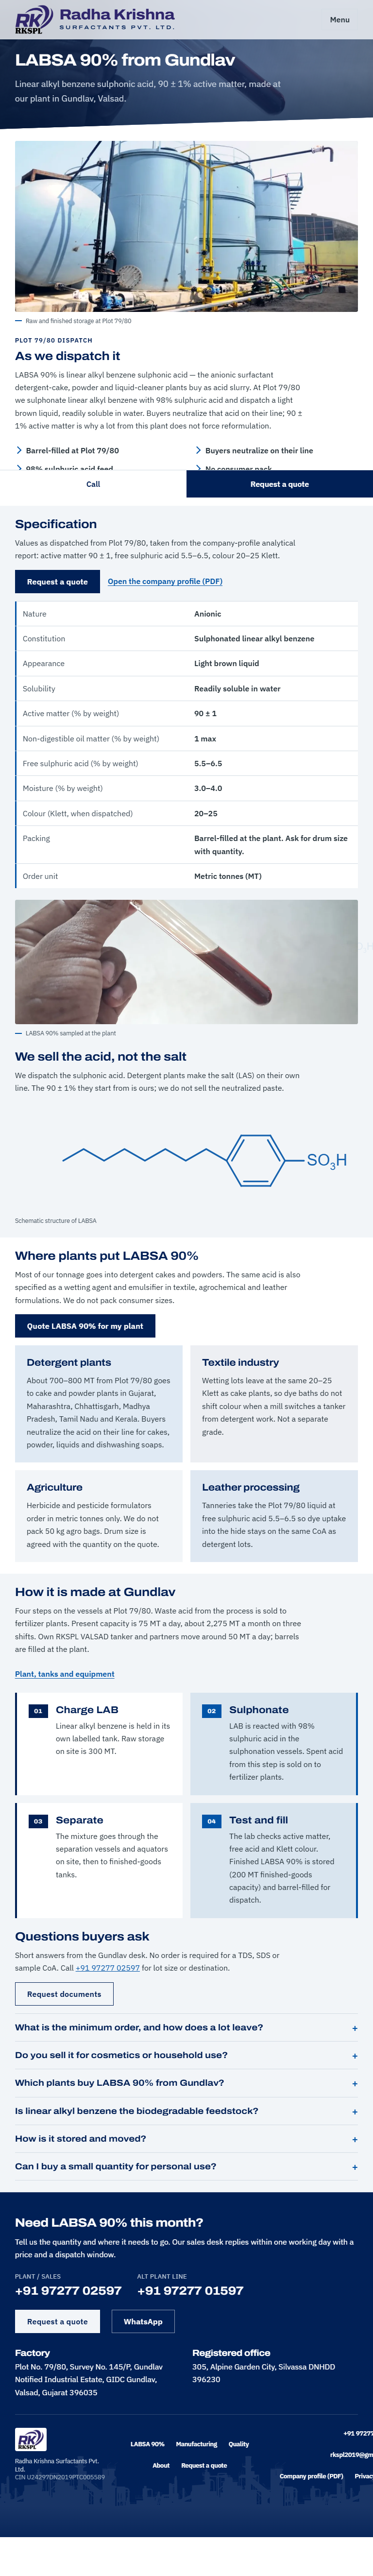 RK
RKSPL
Radha Krishna
SURFACTANTS PVT. LTD.
Menu
LABSA 90% from Gundlav
Linear alkyl benzene sulphonic acid, 90 ± 1% active matter, made at
our plant in Gundlav, Valsad.
Raw and finished storage at Plot 79/80
PLOT 79/80 DISPATCH
As we dispatch it
LABSA 90% is linear alkyl benzene sulphonic acid — the anionic surfactant
detergent-cake, powder and liquid-cleaner plants buy as acid slurry. At Plot 79/80
we sulphonate linear alkyl benzene with 98% sulphuric acid and dispatch a light
brown liquid, readily soluble in water. Buyers neutralize that acid on their line; 90 ±
1% active matter is why a lot from this plant does not force reformulation.
Barrel-filled at Plot 79/80
Buyers neutralize on their line
98% sulphuric acid feed
No consumer pack
Call
Request a quote
Specification
Values as dispatched from Plot 79/80, taken from the company-profile analytical
report: active matter 90 ± 1, free sulphuric acid 5.5–6.5, colour 20–25 Klett.
Request a quote
Open the company profile (PDF)
Nature
Anionic
Constitution
Sulphonated linear alkyl benzene
Appearance
Light brown liquid
Solubility
Readily soluble in water
Active matter (% by weight)
90 ± 1
Non-digestible oil matter (% by weight)
1 max
Free sulphuric acid (% by weight)
5.5–6.5
Moisture (% by weight)
3.0–4.0
Colour (Klett, when dispatched)
20–25
Packing
Barrel-filled at the plant. Ask for drum size
with quantity.
Order unit
Metric tonnes (MT)
LABSA 90% sampled at the plant
We sell the acid, not the salt
We dispatch the sulphonic acid. Detergent plants make the salt (LAS) on their own
line. The 90 ± 1% they start from is ours; we do not sell the neutralized paste.
SO3H
Schematic structure of LABSA
Where plants put LABSA 90%
Most of our tonnage goes into detergent cakes and powders. The same acid is also
specified as a wetting agent and emulsifier in textile, agrochemical and leather
formulations. We do not pack consumer sizes.
Quote LABSA 90% for my plant
Detergent plants
About 700–800 MT from Plot 79/80 goes
to cake and powder plants in Gujarat,
Maharashtra, Chhattisgarh, Madhya
Pradesh, Tamil Nadu and Kerala. Buyers
neutralize the acid on their line for cakes,
powder, liquids and dishwashing soaps.
Textile industry
Wetting lots leave at the same 20–25
Klett as cake plants, so dye baths do not
shift colour when a mill switches a tanker
from detergent work. Not a separate
grade.
Agriculture
Herbicide and pesticide formulators
order in metric tonnes only. We do not
pack 50 kg agro bags. Drum size is
agreed with the quantity on the quote.
Leather processing
Tanneries take the Plot 79/80 liquid at
free sulphuric acid 5.5–6.5 so dye uptake
into the hide stays on the same CoA as
detergent lots.
How it is made at Gundlav
Four steps on the vessels at Plot 79/80. Waste acid from the process is sold to
fertilizer plants. Present capacity is 75 MT a day, about 2,275 MT a month on three
shifts. Own RKSPL VALSAD tanker and partners move around 50 MT a day; barrels
are filled at the plant.
Plant, tanks and equipment
01
Charge LAB
Linear alkyl benzene is held in its
own labelled tank. Raw storage
on site is 300 MT.
02
Sulphonate
LAB is reacted with 98%
sulphuric acid in the
sulphonation vessels. Spent acid
from this step is sold on to
fertilizer plants.
03
Separate
The mixture goes through the
separation vessels and aquators
on site, then to finished-goods
tanks.
04
Test and fill
The lab checks active matter,
free acid and Klett colour.
Finished LABSA 90% is stored
(200 MT finished-goods
capacity) and barrel-filled for
dispatch.
Questions buyers ask
Short answers from the Gundlav desk. No order is required for a TDS, SDS or
sample CoA. Call +91 97277 02597 for lot size or destination.
Request documents
What is the minimum order, and how does a lot leave?
+
Do you sell it for cosmetics or household use?
+
Which plants buy LABSA 90% from Gundlav?
+
Is linear alkyl benzene the biodegradable feedstock?
+
How is it stored and moved?
+
Can I buy a small quantity for personal use?
+
Need LABSA 90% this month?
Tell us the quantity and where it needs to go. Our sales desk replies within one working day with a
price and a dispatch window.
PLANT / SALES
+91 97277 02597
ALT PLANT LINE
+91 97277 01597
Request a quote
WhatsApp
Factory
Plot No. 79/80, Survey No. 145/P, Gundlav
Notified Industrial Estate, GIDC Gundlav,
Valsad, Gujarat 396035
Registered office
305, Alpine Garden City, Silvassa DNHDD
396230
RK
RKSPL
Radha Krishna Surfactants Pvt.
Ltd.
CIN U24297DN2019PTC005509
LABSA 90%
Manufacturing
Quality
About
Request a quote
+91 9727
rkspl2019@gm
Company profile (PDF)
Privac